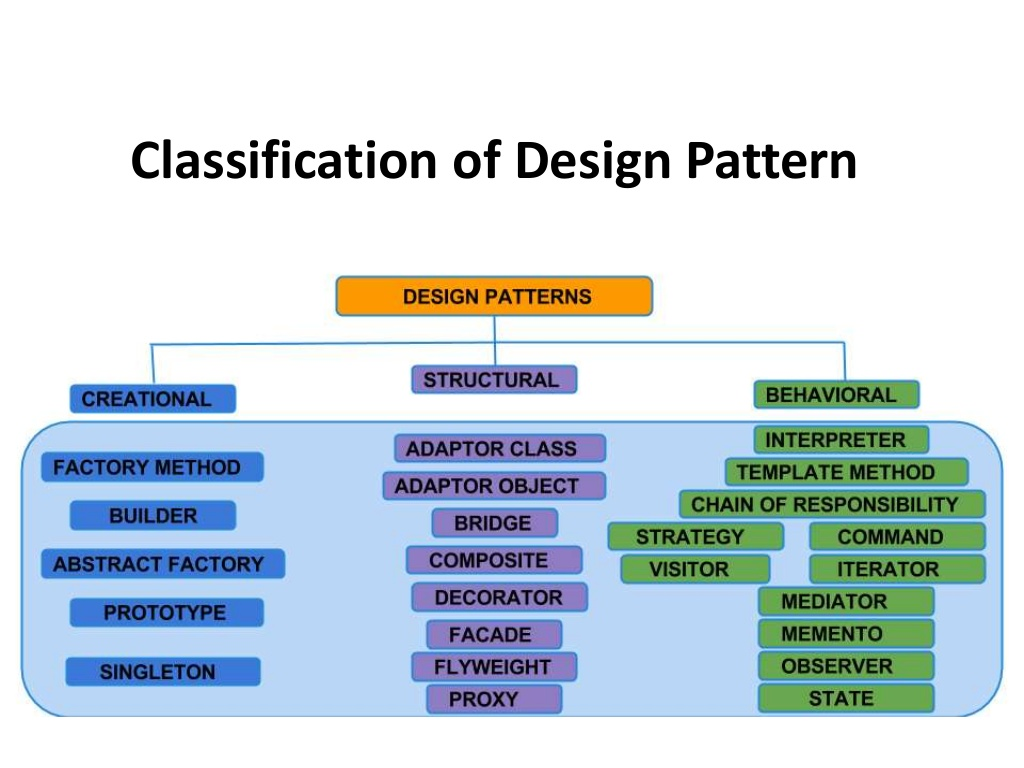 Classification of Design Pattern
DESIGN PATTERNS
CREATIONAL
STRUCTURAL
BEHAVIORAL
FACTORY METHOD
BUILDER
ABSTRACT FACTORY
PROTOTYPE
SINGLETON
ADAPTOR CLASS
ADAPTOR OBJECT
BRIDGE
COMPOSITE
DECORATOR
FACADE
FLYWEIGHT
PROXY
INTERPRETER
TEMPLATE METHOD
CHAIN OF RESPONSIBILITY
STRATEGY
COMMAND
VISITOR
ITERATOR
MEDIATOR
MEMENTO
OBSERVER
STATE